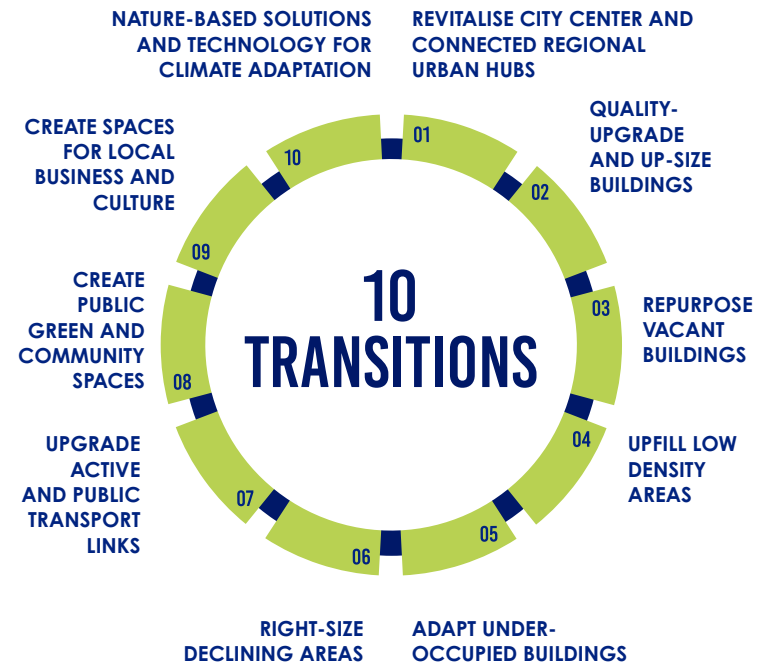 10
TRANSITIONS
01
REVITALISE CITY CENTER AND
CONNECTED REGIONAL
URBAN HUBS
02
QUALITY-
UPGRADE
AND UP-SIZE
BUILDINGS
03
REPURPOSE
VACANT
BUILDINGS
04
UPFILL LOW
DENSITY
AREAS
05
ADAPT UNDER-
OCCUPIED BUILDINGS
06
RIGHT-SIZE
DECLINING AREAS
07
UPGRADE
ACTIVE
AND PUBLIC
TRANSPORT
LINKS
08
CREATE
PUBLIC
GREEN AND
COMMUNITY
SPACES
09
CREATE SPACES
FOR LOCAL
BUSINESS AND
CULTURE
10
NATURE-BASED SOLUTIONS
AND TECHNOLOGY FOR
CLIMATE ADAPTATION